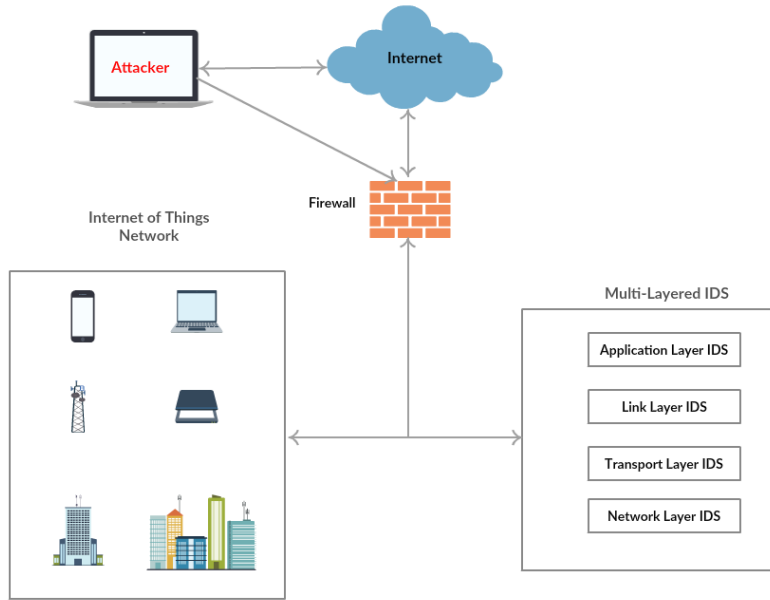 Attacker
Internet
Firewall
Internet of Things
Network
Multi-Layered IDS
Application Layer IDS
Link Layer IDS
Transport Layer IDS
Network Layer IDS